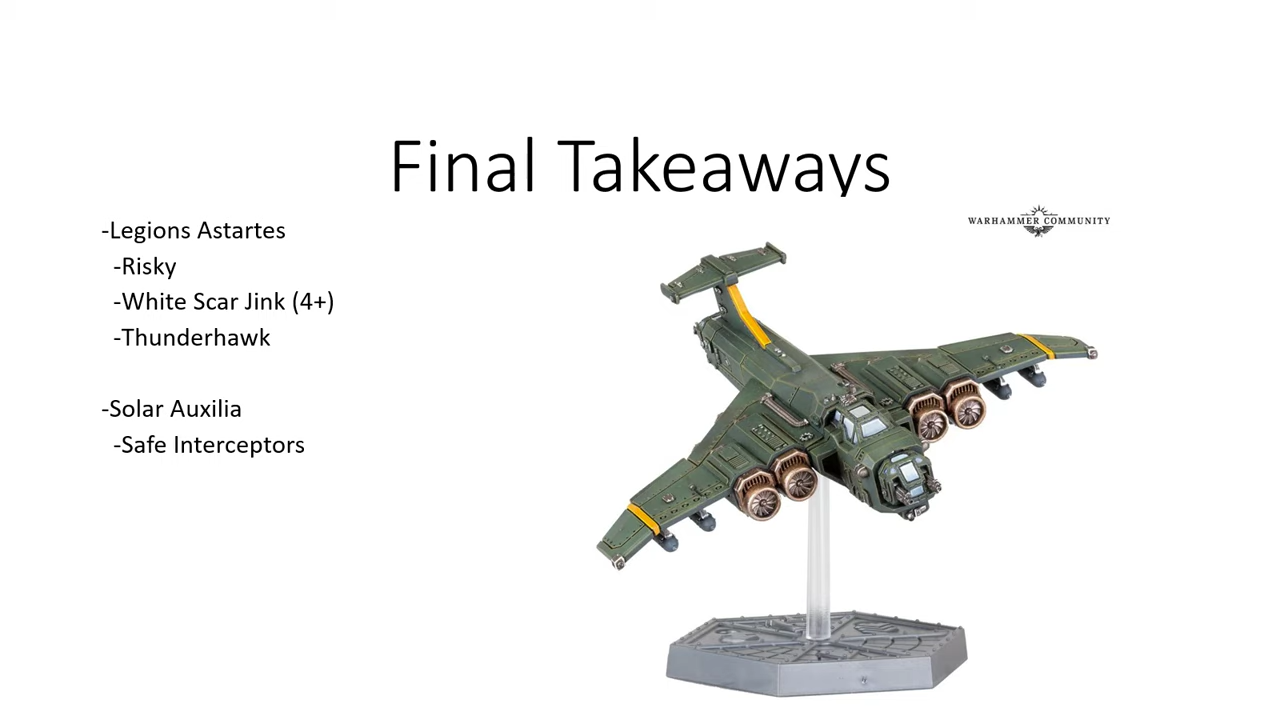 Final Takeaways
-Legions Astartes
-Risky
-White Scar Jink (4+)
-Thunderhawk
-Solar Auxilia
-Safe Interceptors
WARHAMMER COMMUNITY